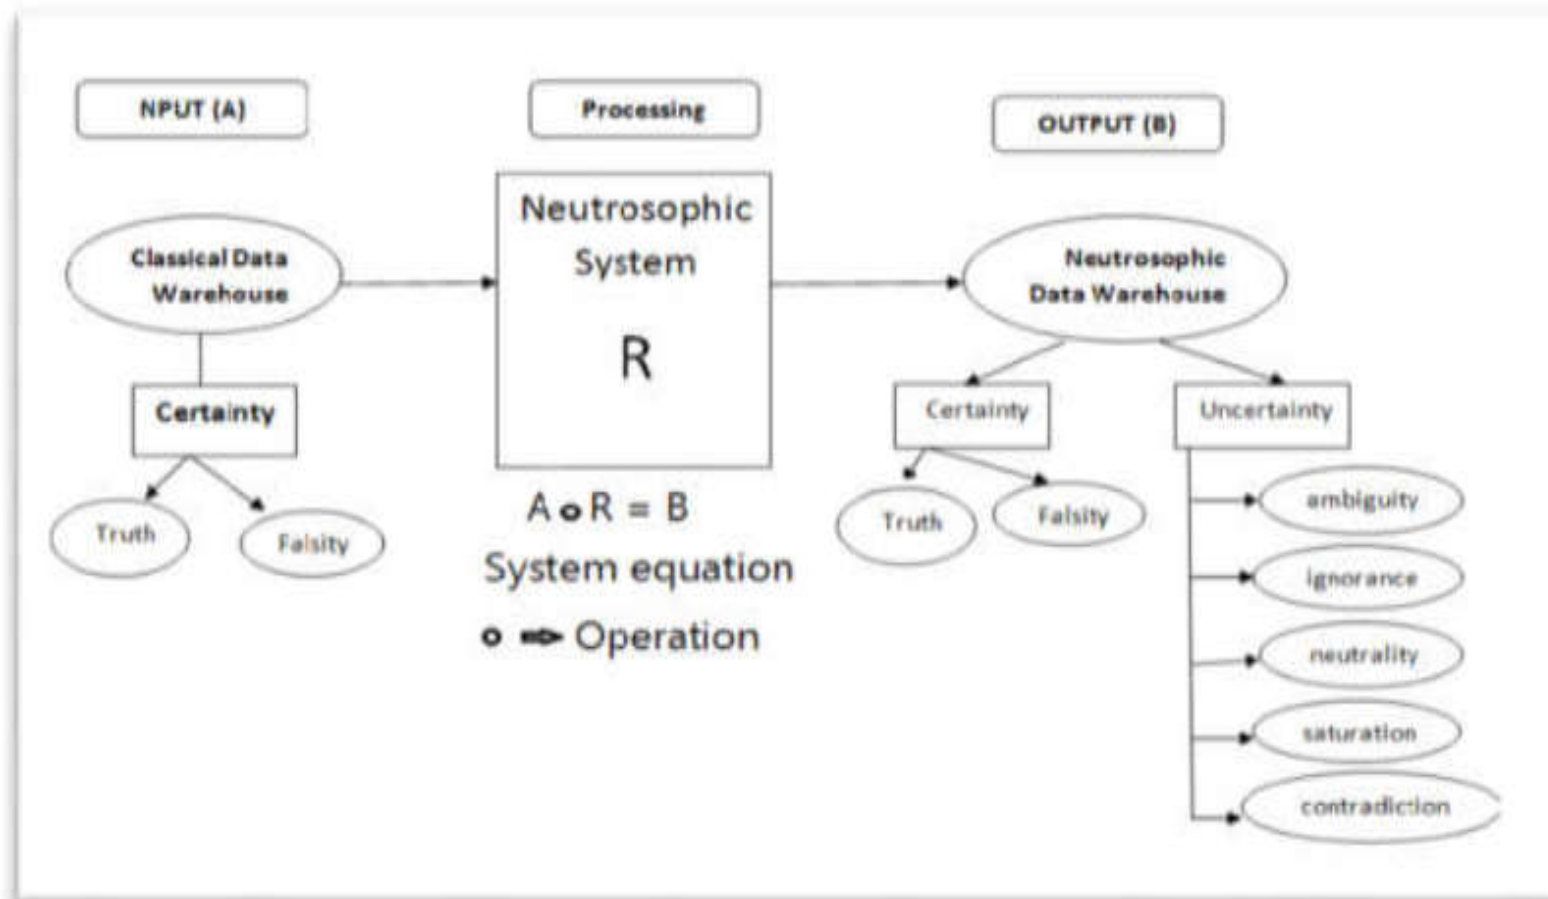 NPUT (A)
Processing
OUTPUT (B)
Classical Data
Warehouse
Neutrosophic
System
R
Neutrosophic
Data Warehouse
Certainty
Truth
Falsity
A o R = B
System equation
o ⇒ Operation
Certainty
Uncertainty
Truth
Falsity
ambiguity
ignorance
neutrality
saturation
contradiction